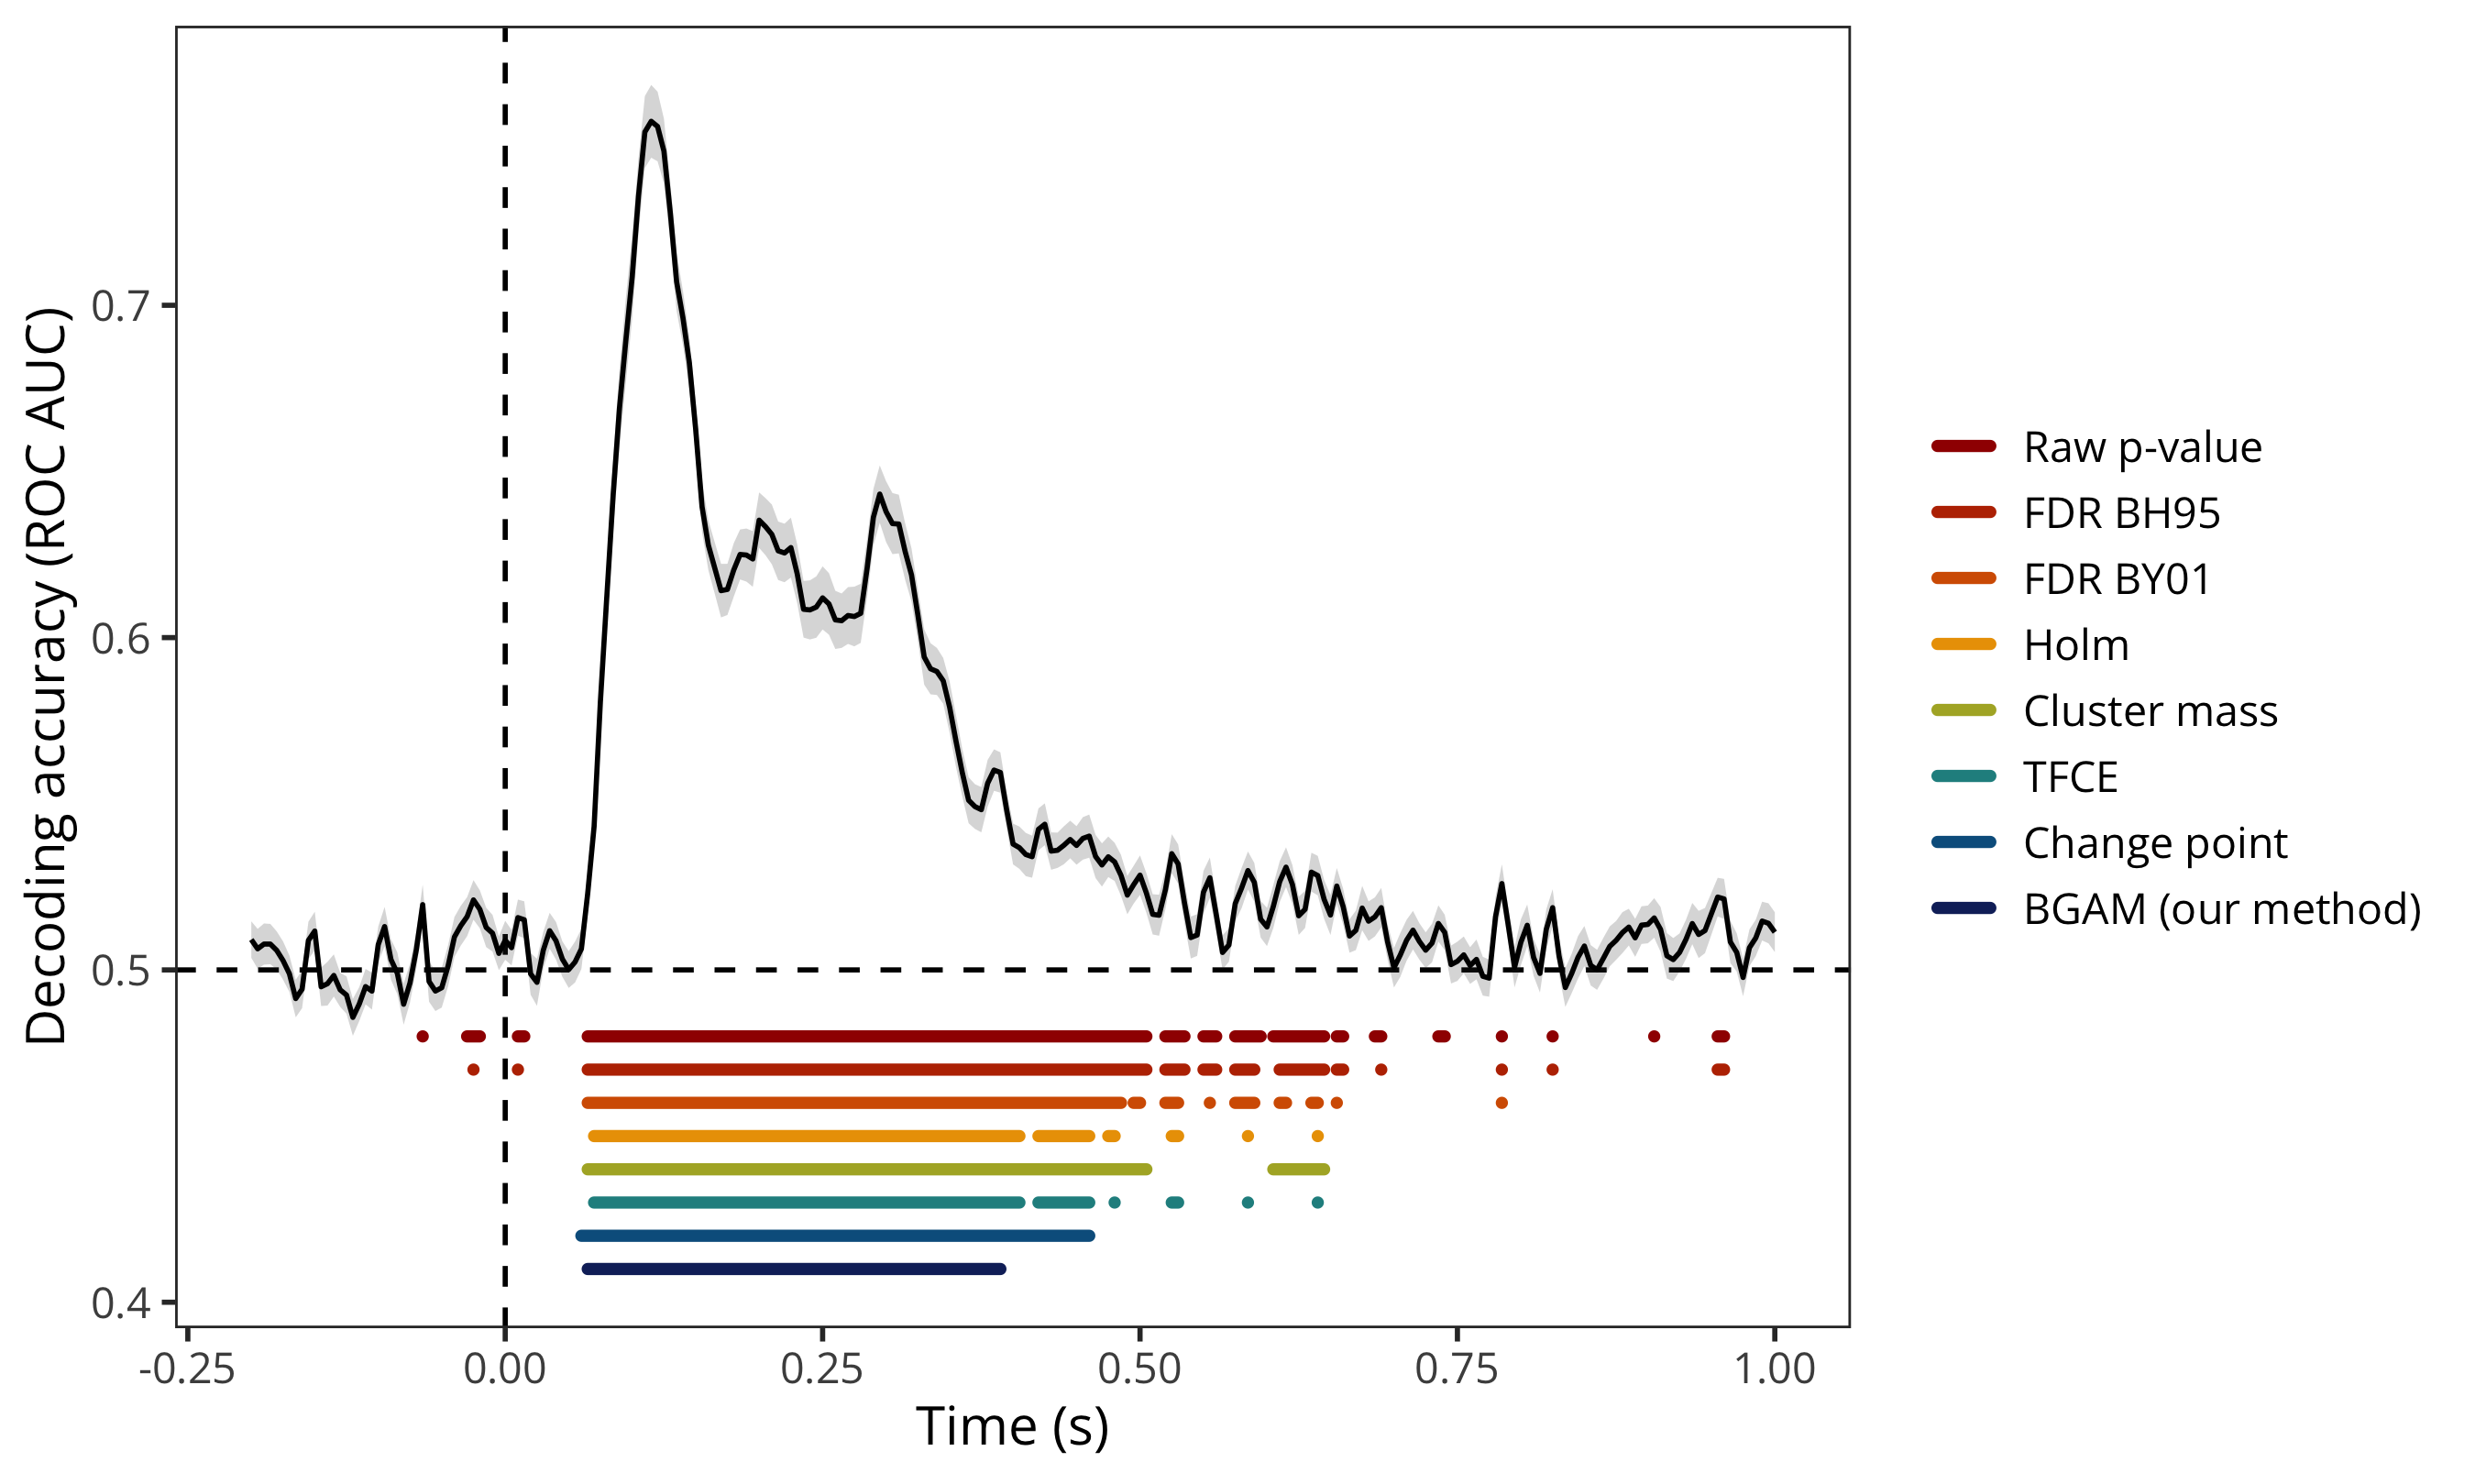 Decoding accuracy (ROC AUC)
0.7
0.6
0.5
0.4
-0.25 0.00 0.25 0.50 0.75 1.00
Time (s)
Raw p-value
FDR BH95
FDR BY01
Holm
Cluster mass
TFCE
Change point
BGAM (our method)